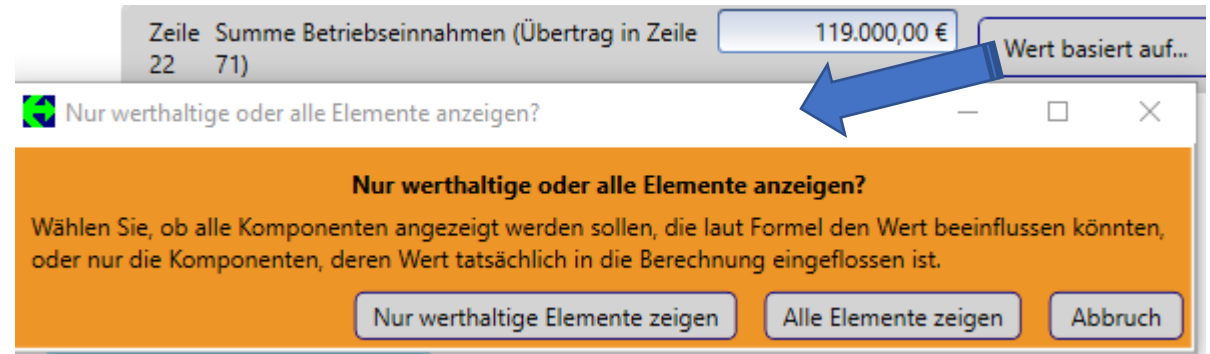 Zeile Summe Betriebseinnahmen (Übertrag in Zeile 119.000,00 € Wert basiert auf...
22 71)
Nur werthaltige oder alle Elemente anzeigen?
Nur werthaltige oder alle Elemente anzeigen?
Wählen Sie, ob alle Komponenten angezeigt werden sollen, die laut Formel den Wert beeinflussen könnten,
oder nur die Komponenten, deren Wert tatsächlich in die Berechnung eingeflossen ist.
Nur werthaltige Elemente zeigen Alle Elemente zeigen Abbruch